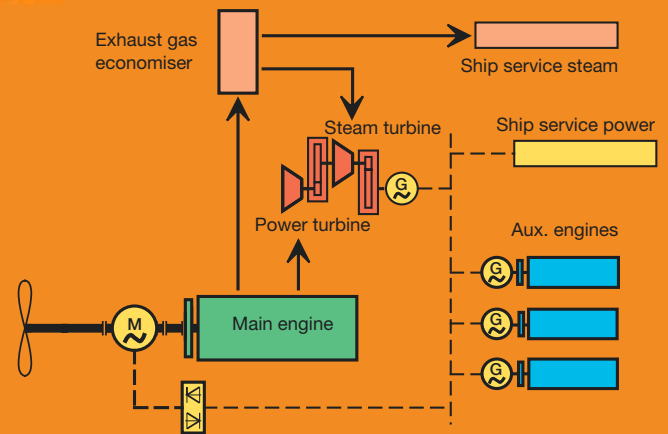 Exhaust gas
economiser
Ship service steam
Steam turbine
Ship service power
G
Power turbine
Aux. engines
G
M
Main engine
G
G